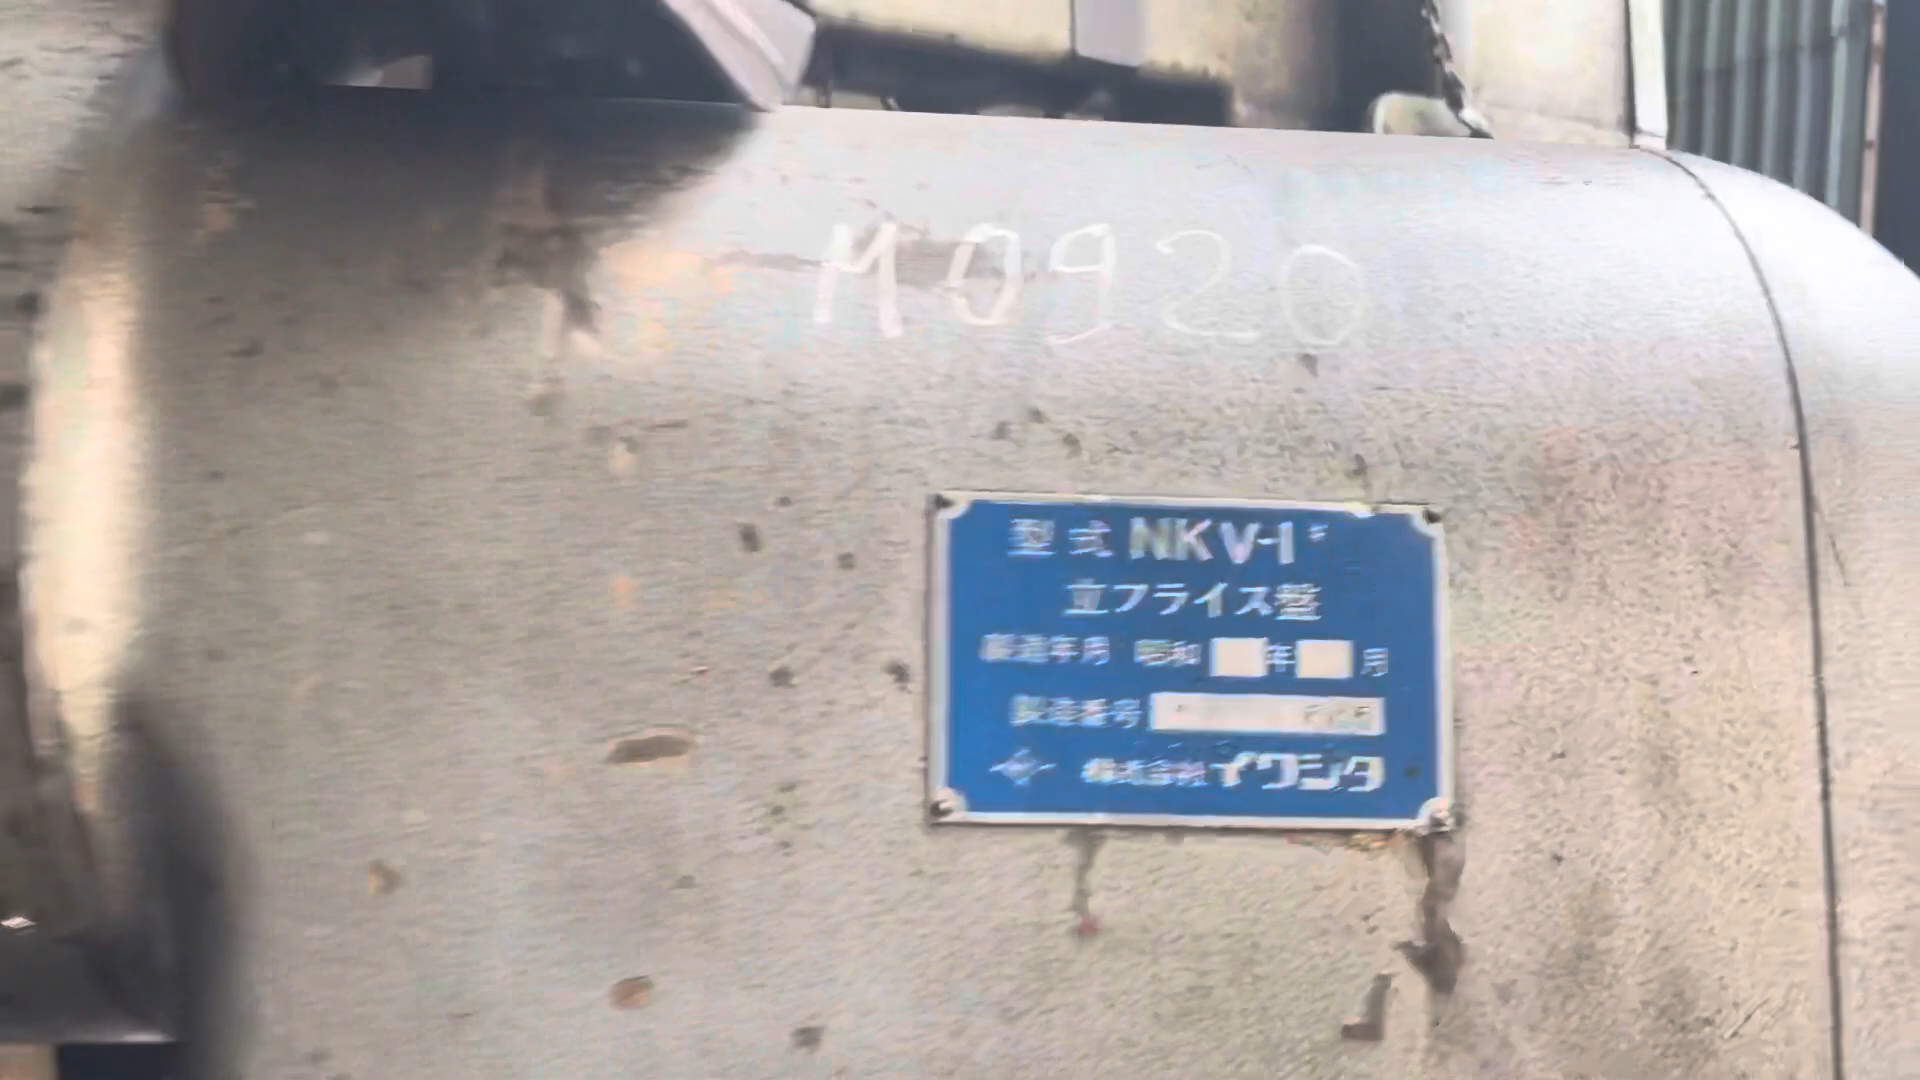 M0920
型式 NKV-1
立フライス盤
製造年月 昭和 年 月
製造番号
株式会社イワシタ